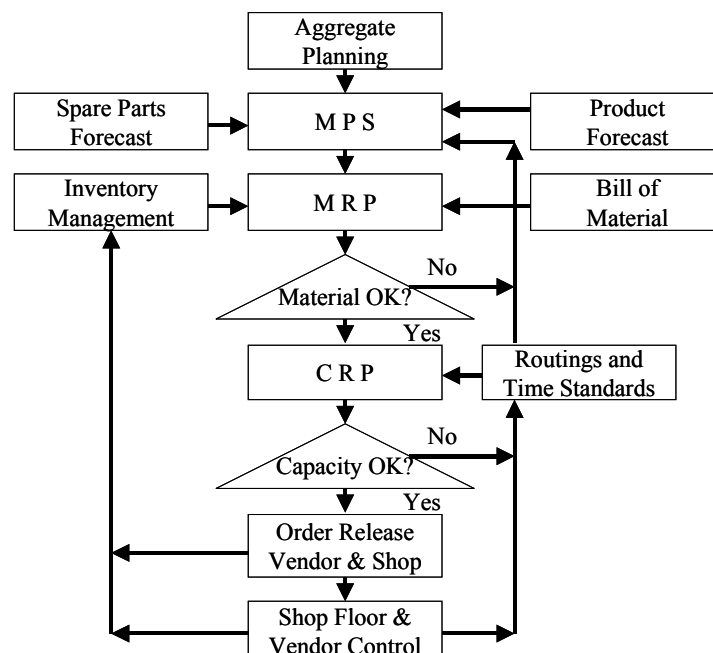 Aggregate
Planning
Spare Parts
Forecast
M P S
Product
Forecast
Inventory
Management
M R P
Bill of
Material
No
Material OK?
Yes
C R P
Routings and
Time Standards
No
Capacity OK?
Yes
Order Release
Vendor & Shop
Shop Floor &
Vendor Control